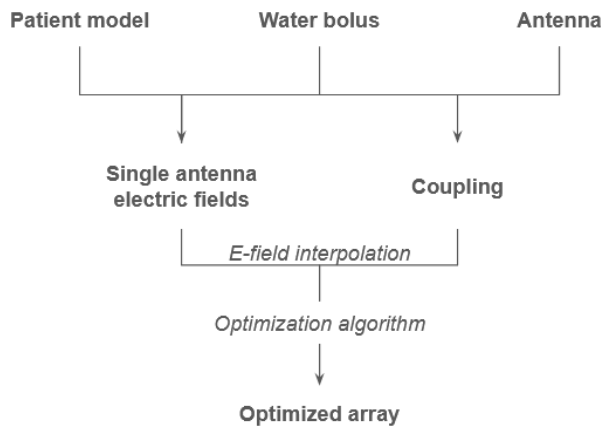 Patient model
Water bolus
Antenna
Single antenna
electric fields
Coupling
E-field interpolation
Optimization algorithm
Optimized array